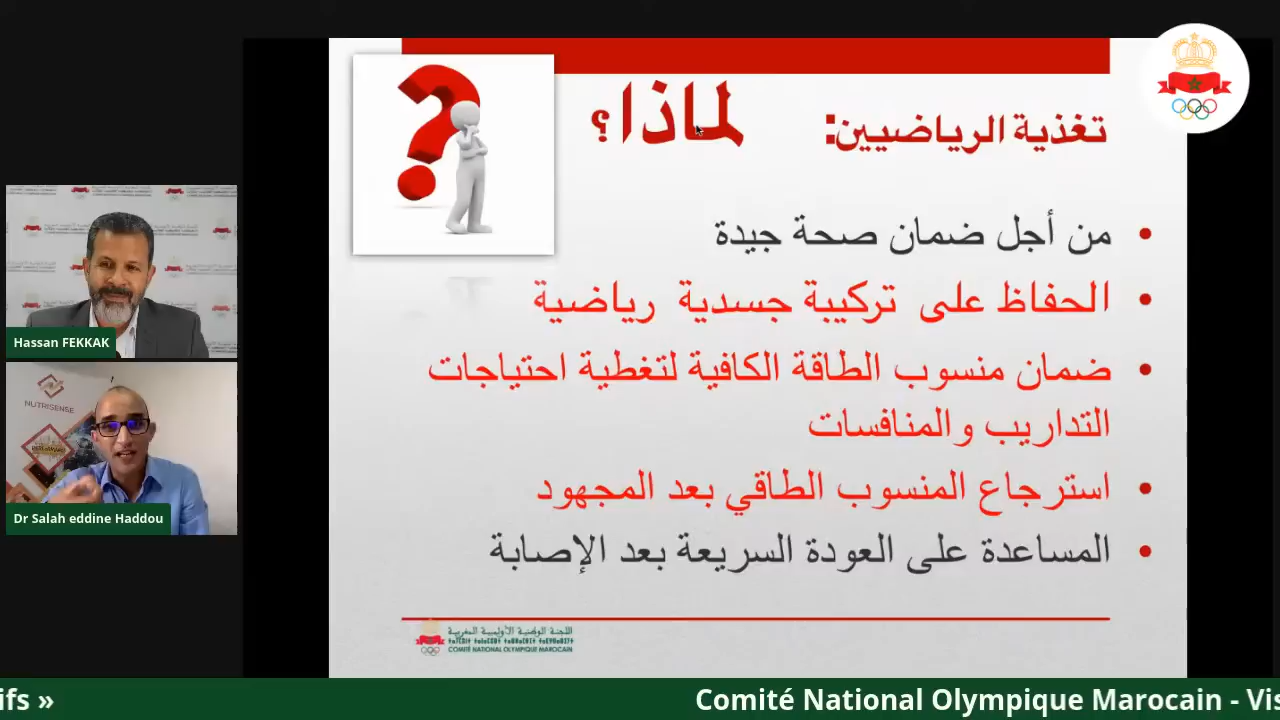 تغذية الرياضيين: لماذا؟
• من أجل ضمان صحة جيدة
• الحفاظ على تركيبة جسدية رياضية
• ضمان منسوب الطاقة الكافية لتغطية احتياجات
التداريب والمنافسات
• استرجاع المنسوب الطاقي بعد المجهود
• المساعدة على العودة السريعة بعد الإصابة
اللجنة الوطنية الأولمبية المغربية
COMITÉ NATIONAL OLYMPIQUE MAROCAIN
Hassan FEKKAK
NUTRISENSE
Dr Salah eddine Haddou
ifs »
Comité National Olympique Marocain - Vis